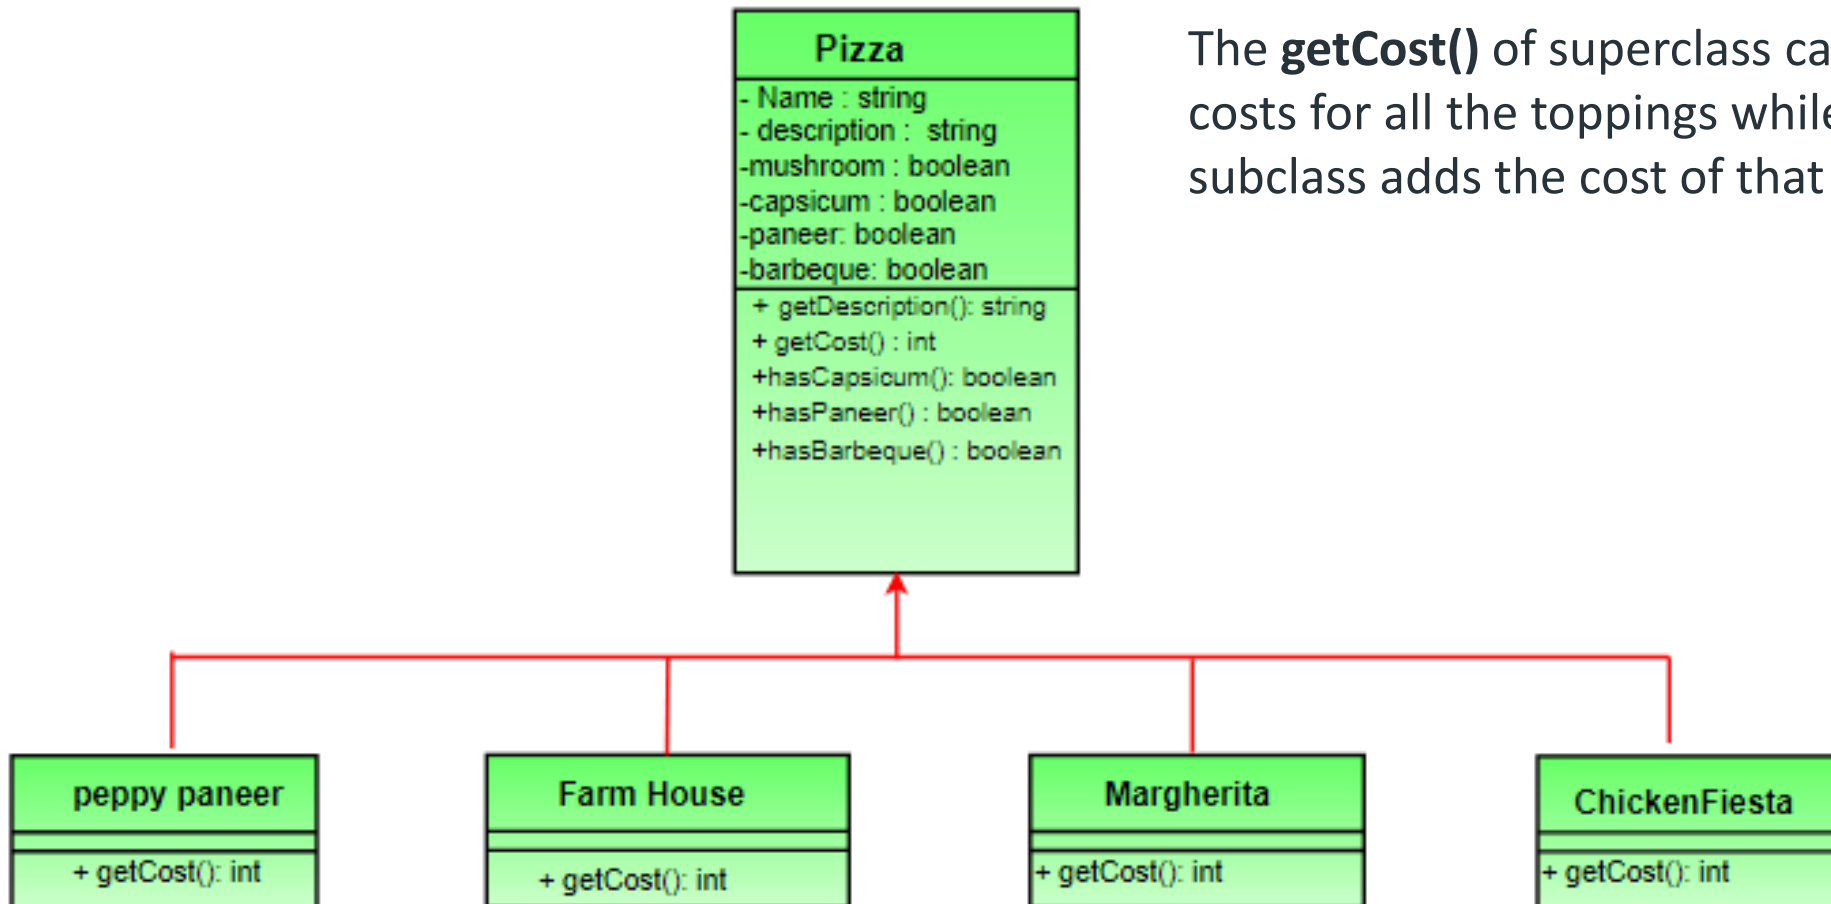 Pizza
- Name : string
- description :  string
-mushroom : boolean
-capsicum : boolean
-paneer: boolean
-barbeque: boolean
+ getDescription(): string
+ getCost() : int
+hasCapsicum(): boolean
+hasPaneer() : boolean
+hasBarbeque() : boolean
The getCost() of superclass
costs for all the toppings
subclass adds the cost of that
peppy paneer
+ getCost(): int
Farm House
+ getCost(): int
Margherita
+ getCost(): int
ChickenFiesta
+ getCost(): int